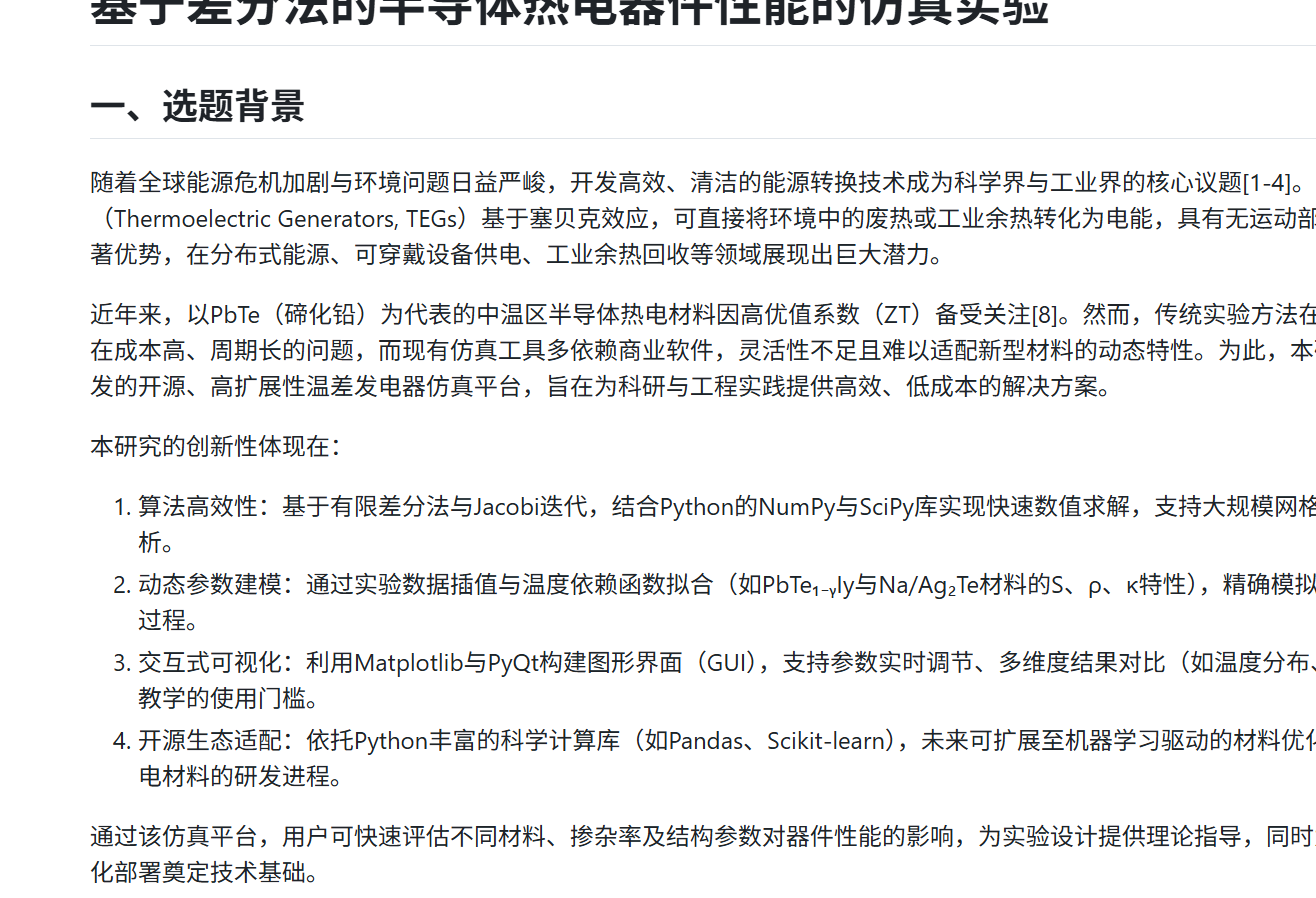 基于差分法的半导体热电器件性能的仿真实验
一、选题背景
随着全球能源危机加剧与环境问题日益严峻，开发高效、清洁的能源转换技术成为科学界与工业界的核心议题[1-4]。
（Thermoelectric Generators, TEGs）基于塞贝克效应，可直接将环境中的废热或工业余热转化为电能，具有无运动部
著优势，在分布式能源、可穿戴设备供电、工业余热回收等领域展现出巨大潜力。
近年来，以PbTe（碲化铅）为代表的中温区半导体热电材料因高优值系数（ZT）备受关注[8]。然而，传统实验方法在
在成本高、周期长的问题，而现有仿真工具多依赖商业软件，灵活性不足且难以适配新型材料的动态特性。为此，本
发的开源、高扩展性温差发电器仿真平台，旨在为科研与工程实践提供高效、低成本的解决方案。
本研究的创新性体现在：
1. 算法高效性：基于有限差分法与Jacobi迭代，结合Python的NumPy与SciPy库实现快速数值求解，支持大规模网格
析。
2. 动态参数建模：通过实验数据插值与温度依赖函数拟合（如PbTe₁₋ᵧIy与Na/Ag₂Te材料的S、ρ、κ特性），精确模拟
过程。
3. 交互式可视化：利用Matplotlib与PyQt构建图形界面（GUI），支持参数实时调节、多维度结果对比（如温度分布、
教学的使用门槛。
4. 开源生态适配：依托Python丰富的科学计算库（如Pandas、Scikit-learn），未来可扩展至机器学习驱动的材料优化
电材料的研发进程。
通过该仿真平台，用户可快速评估不同材料、掺杂率及结构参数对器件性能的影响，为实验设计提供理论指导，同时
化部署奠定技术基础。